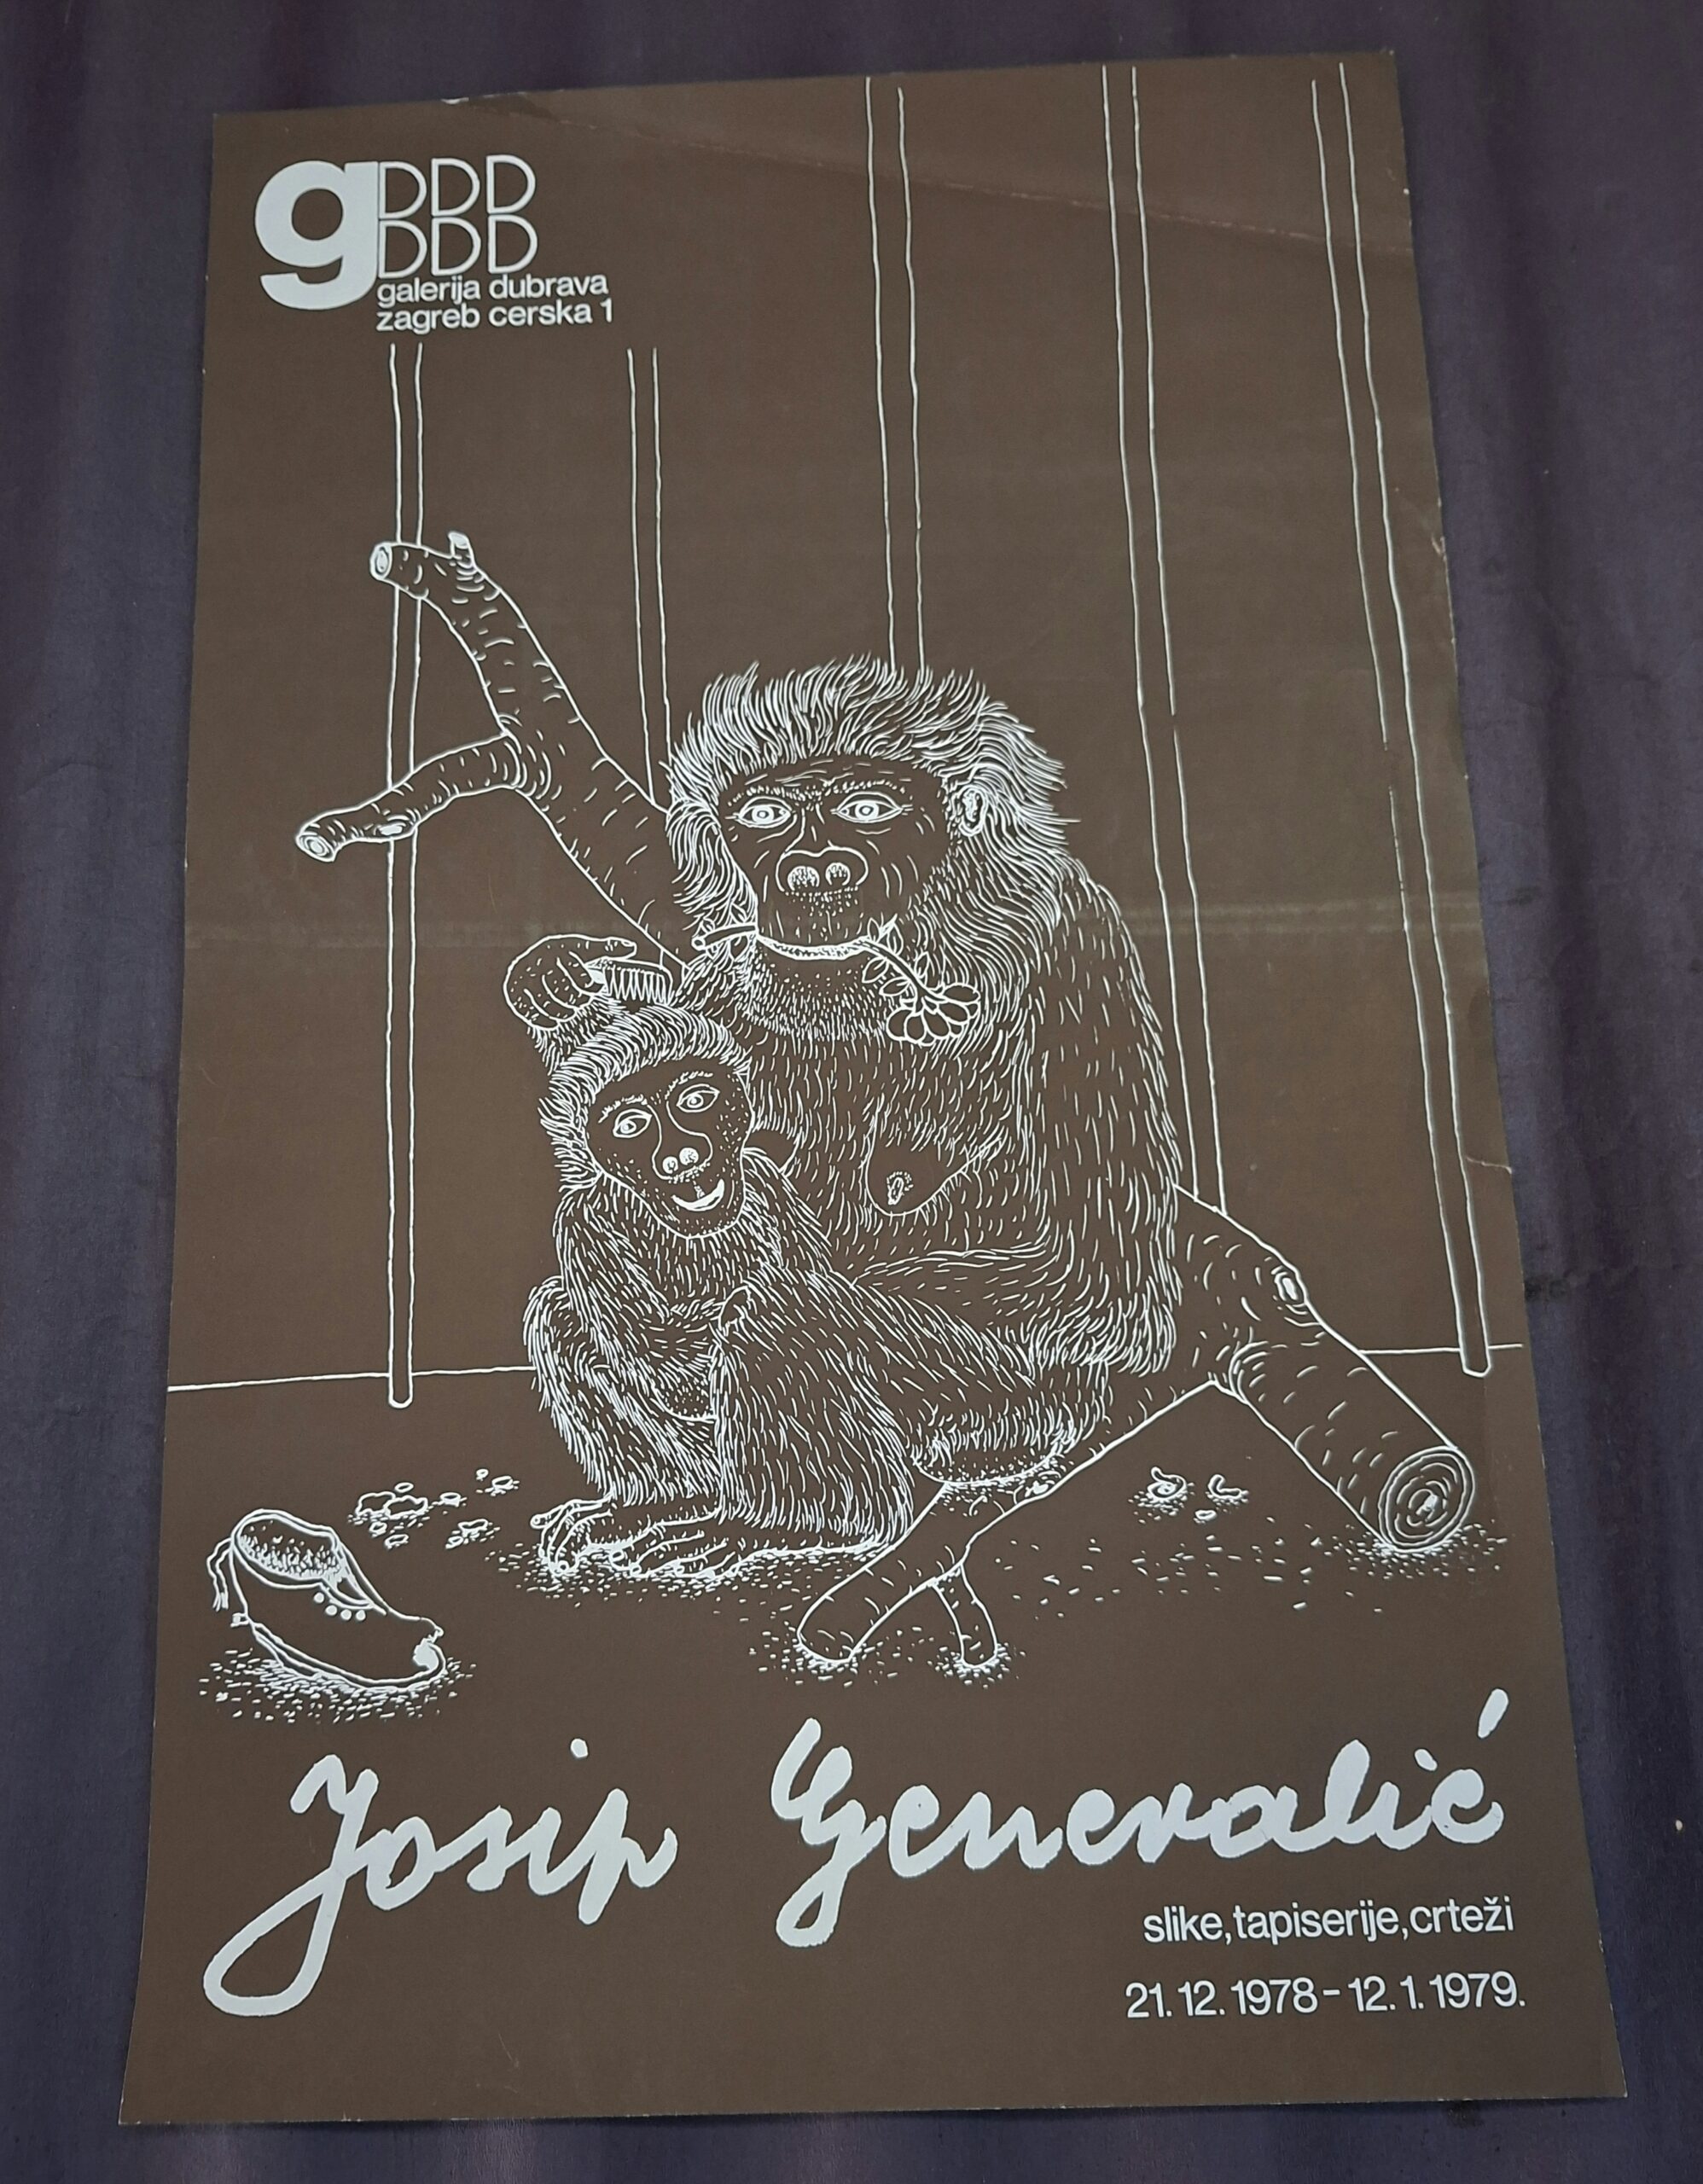 gDDD
DDD
galerija dubrava
zagreb cerska 1
Josip Generalić
slike,tapiserije,crteži
21.12.1978-12.1.1979.